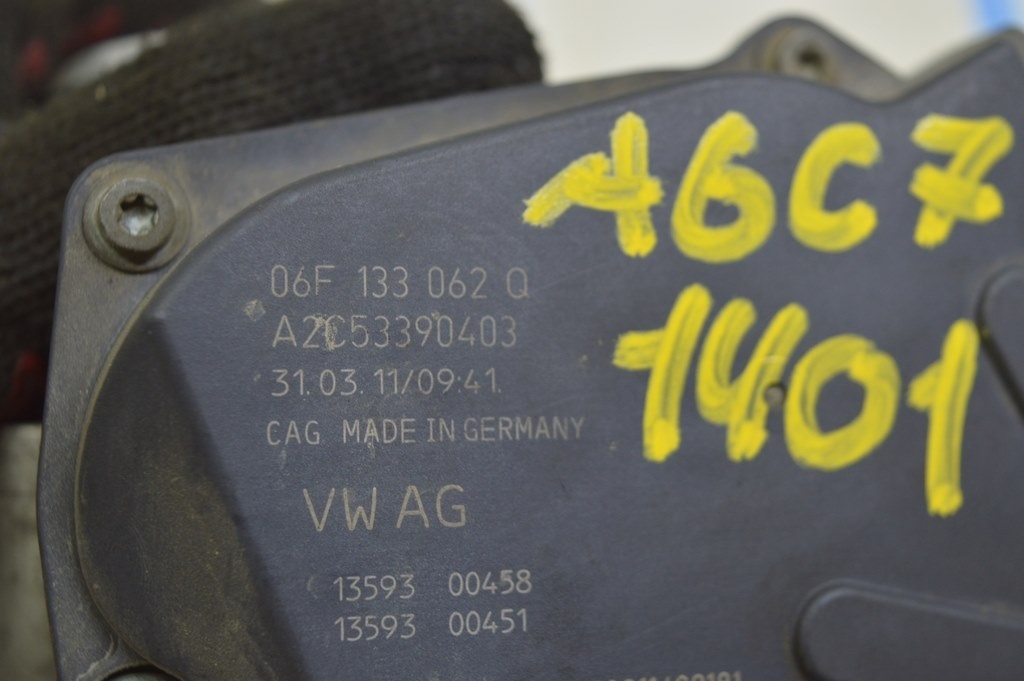 A6C7
1401
06F 133 062 Q
A2C53390403
31.03.11/09:41.
CAG MADE IN GERMANY
VW AG
13593 00458
13593 00451